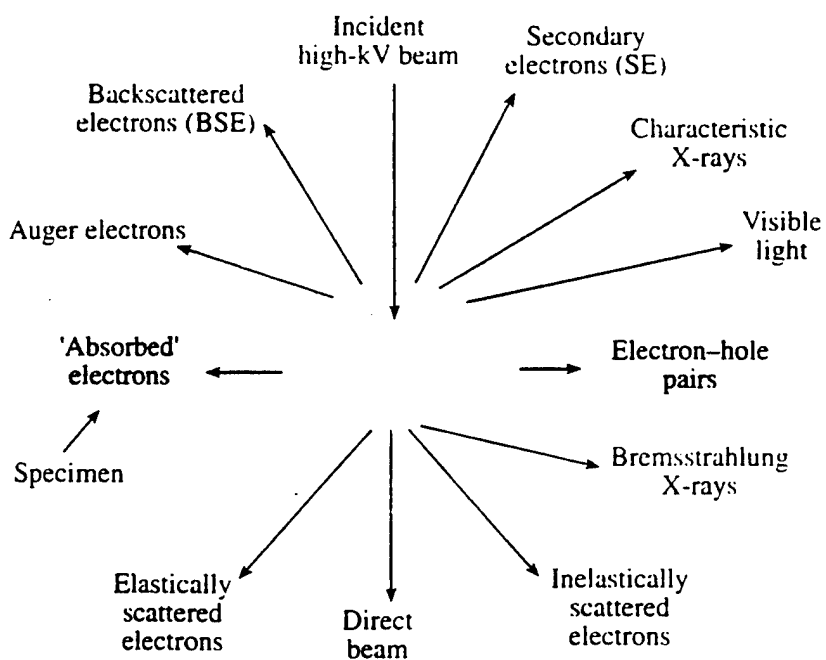 Incident
high-kV beam
Secondary
electrons (SE)
Backscattered
electrons (BSE)
Characteristic
X-rays
Auger electrons
Visible
light
'Absorbed'
electrons
Electron–hole
pairs
Specimen
Bremsstrahlung
X-rays
Elastically
scattered
electrons
Direct
beam
Inelastically
scattered
electrons